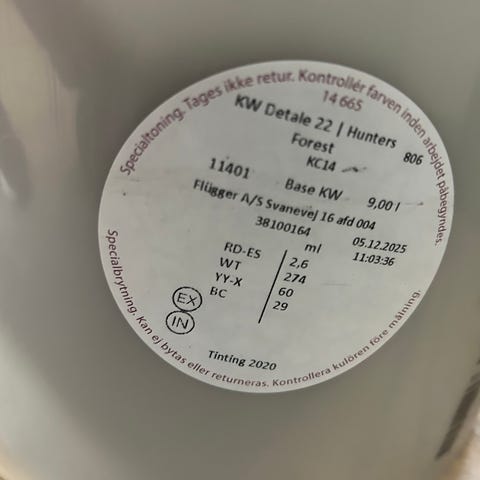 Specialtoning. Tages ikke retur. Kontrollér farven inden arbejdet påbegyndes.
14 665
KW Detale 22 | Hunters
Forest
806
KC14
11401
Base KW
9,00 l
Flügger A/S Svanevej 16 afd 004
38100164
05.12.2025
11:03:36
ml
RD-ES 2,6
WT 274
YY-X 60
BC 29
EX
IN
Tinting 2020
Specialbrytning. Kan ej bytas eller returneras. Kontrollera kulören före målning.